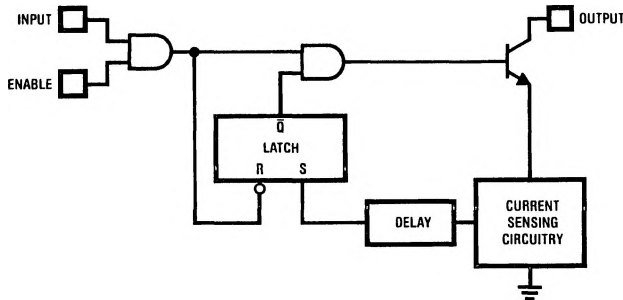 INPUT
OUTPUT
ENABLE
Q̅
LATCH
R S
DELAY
CURRENT
SENSING
CIRCUITRY